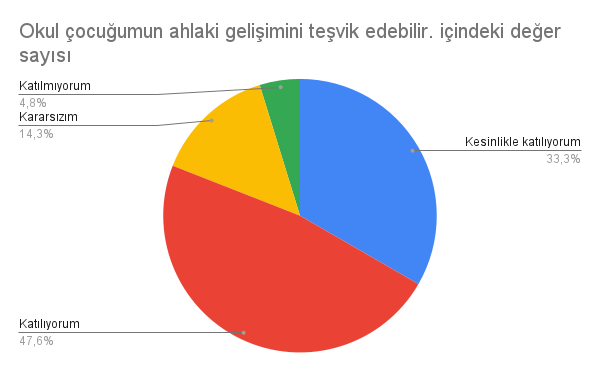 Okul çocuğumun ahlaki gelişimini teşvik edebilir. içindeki değer
sayısı
Katılmıyorum
4,8%
Kararsızım
14,3%
Kesinlikle katılıyorum
33,3%
Katılıyorum
47,6%